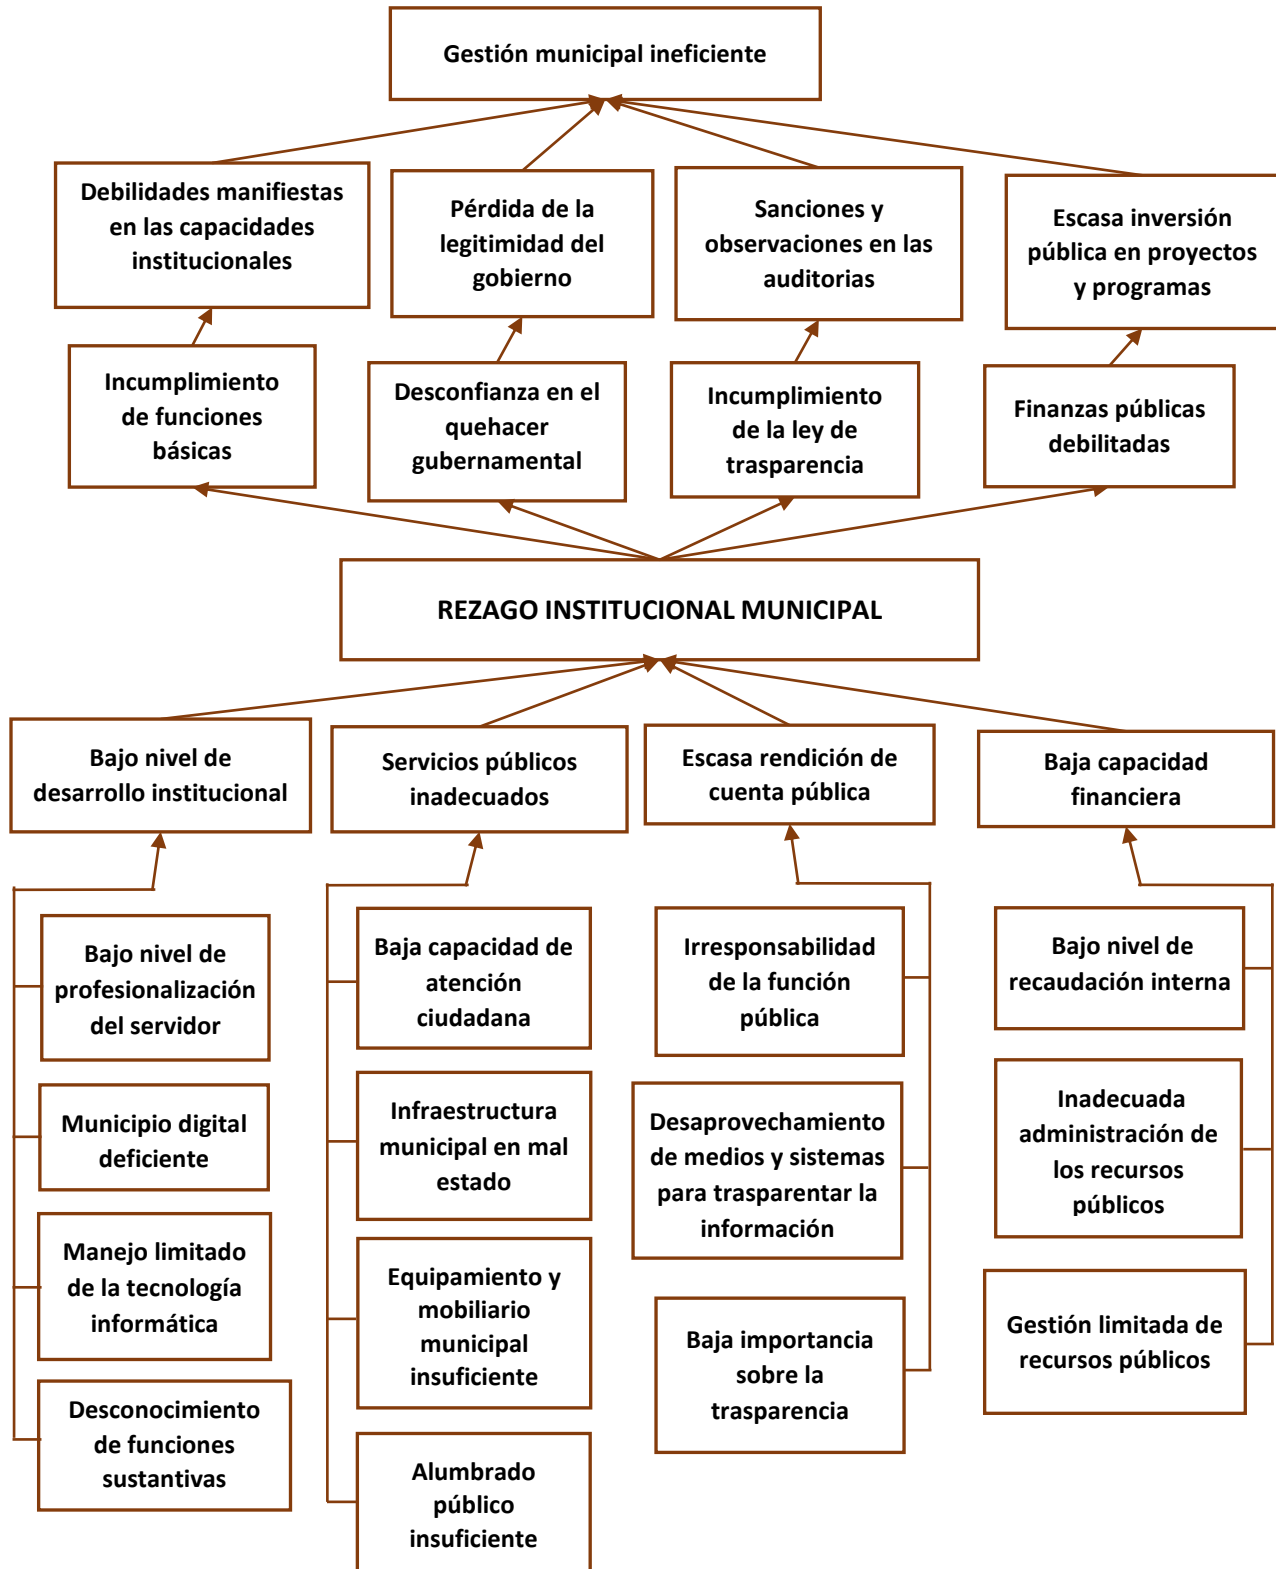 Gestión municipal ineficiente
Debilidades manifiestas
en las capacidades
institucionales
Pérdida de la
legitimidad del
gobierno
Sanciones y
observaciones en las
auditorias
Escasa inversión
pública en proyectos
y programas
Incumplimiento
de funciones
básicas
Desconfianza en el
quehacer
gubernamental
Incumplimiento
de la ley de
trasparencia
Finanzas públicas
debilitadas
REZAGO INSTITUCIONAL MUNICIPAL
Bajo nivel de
desarrollo institucional
Servicios públicos
inadecuados
Escasa rendición de
cuenta pública
Baja capacidad
financiera
Bajo nivel de
profesionalización
del servidor
Municipio digital
deficiente
Manejo limitado
de la tecnología
informática
Desconocimiento
de funciones
sustantivas
Baja capacidad de
atención
ciudadana
Infraestructura
municipal en mal
estado
Equipamiento y
mobiliario
municipal
insuficiente
Alumbrado
público
insuficiente
Irresponsabilidad
de la función
pública
Desaprovechamiento
de medios y sistemas
para trasparentar la
información
Baja importancia
sobre la
trasparencia
Bajo nivel de
recaudación interna
Inadecuada
administración de
los recursos
públicos
Gestión limitada de
recursos públicos